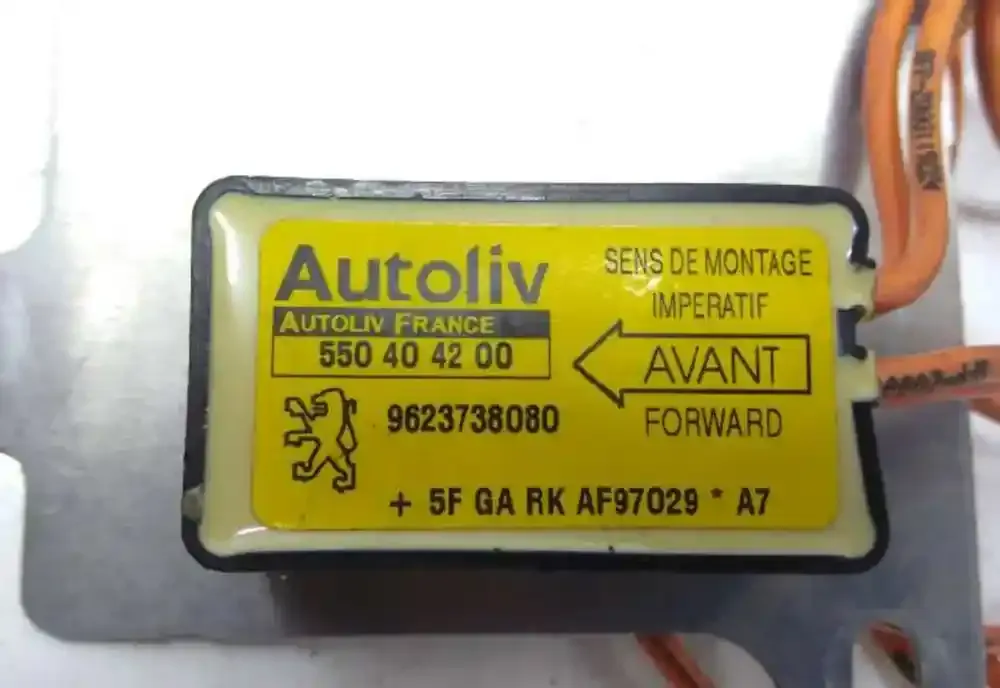 Autoliv
AUTOLIV FRANCE
550 40 42 00
9623738080
SENS DE MONTAGE
IMPERATIF
AVANT
FORWARD
+ 5F GA RK AF97029 * A7